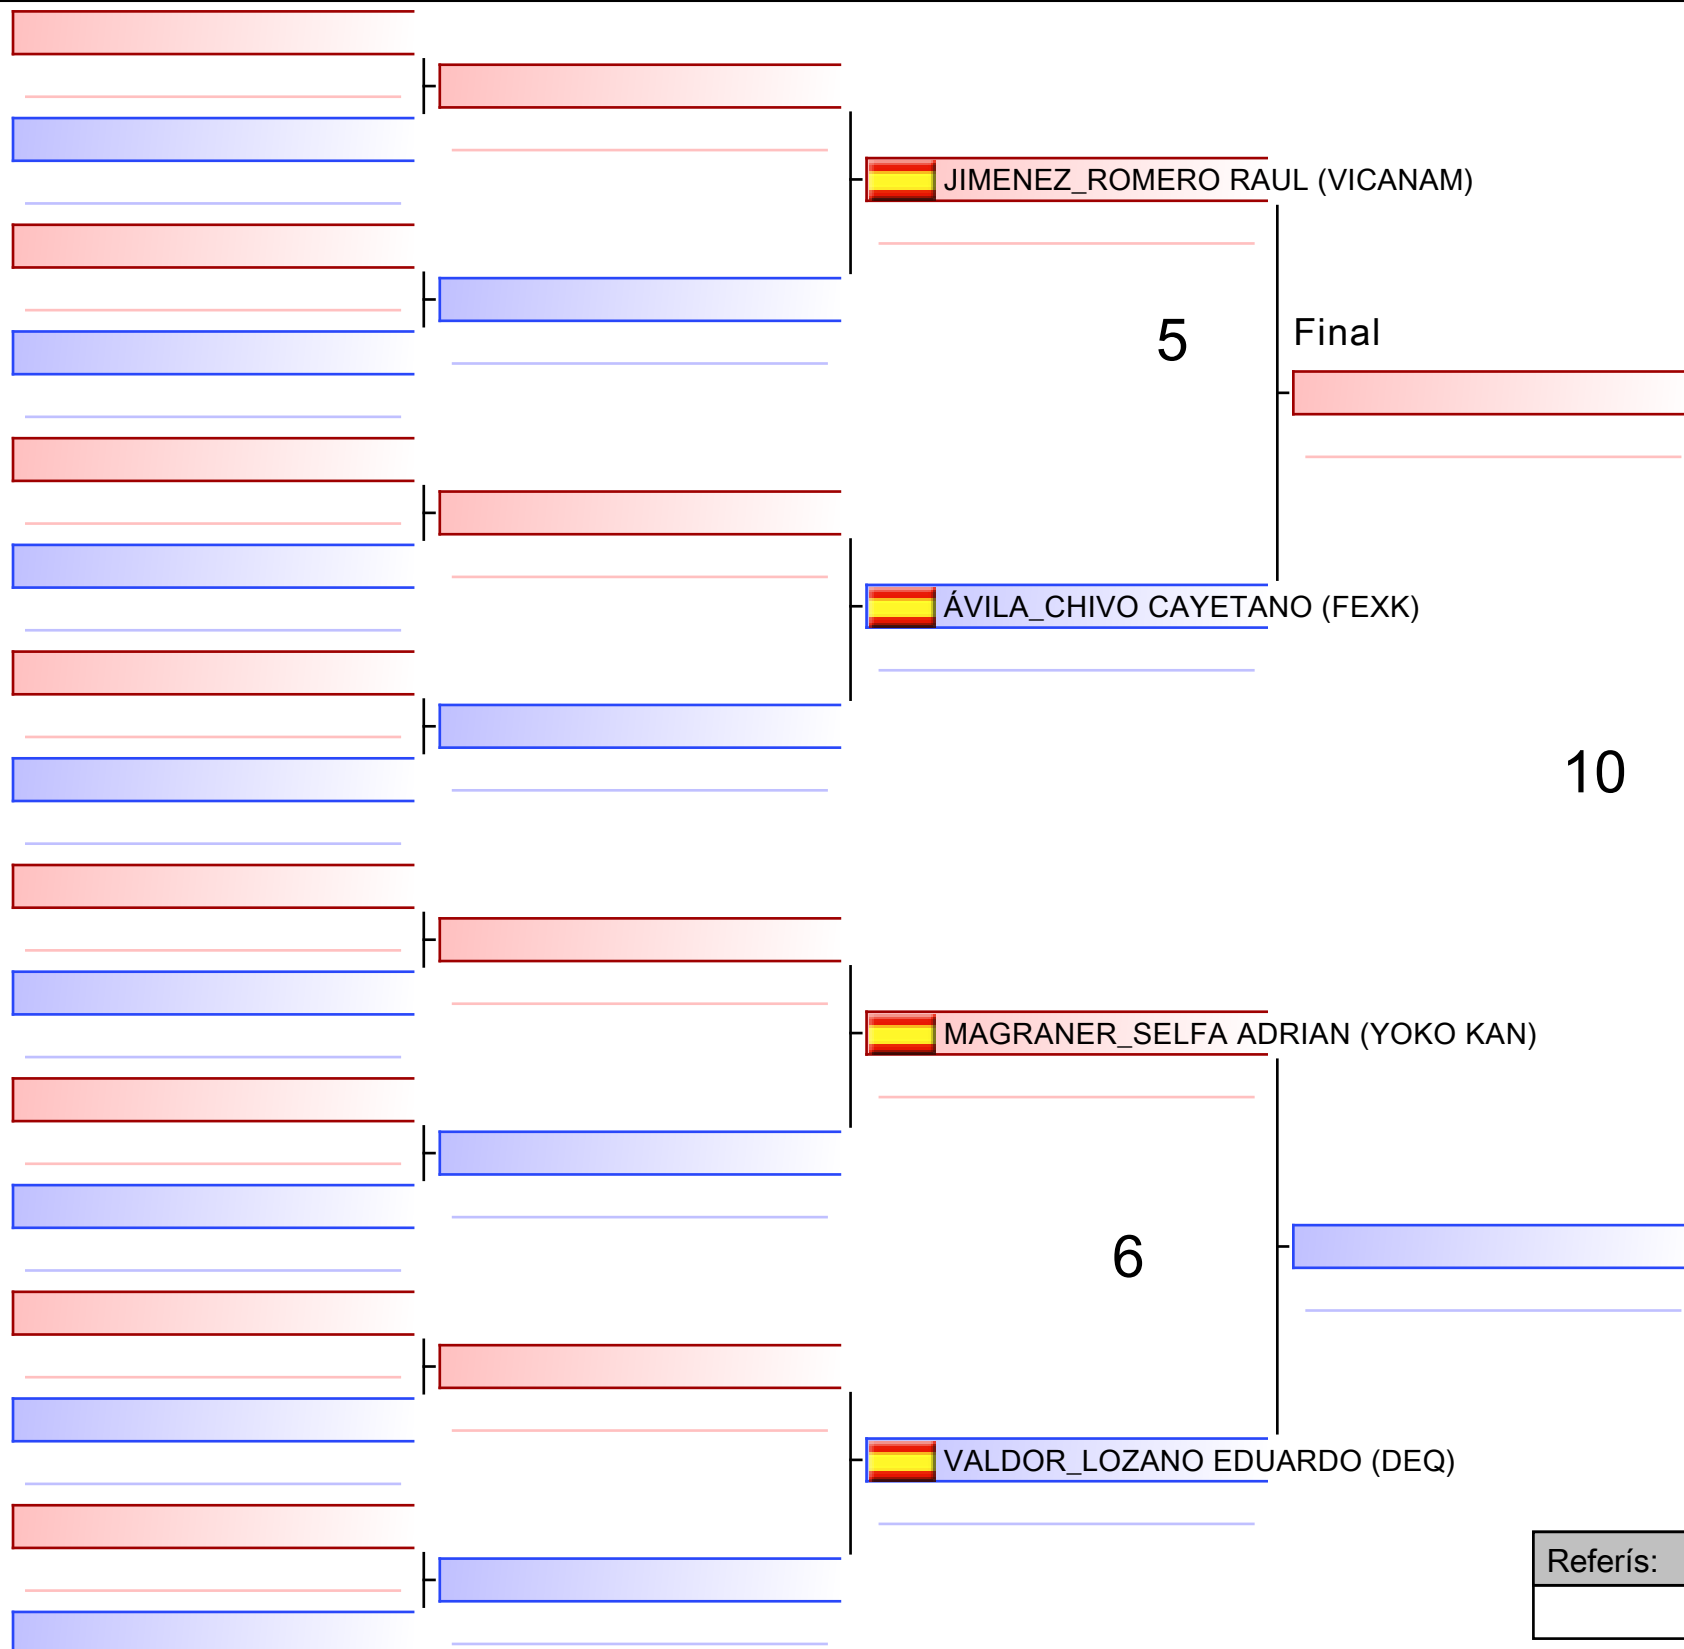 JIMENEZ_ROMERO RAUL (VICANAM)
5
Final
ÁVILA_CHIVO CAYETANO (FEXK)
10
MAGRANER_SELFA ADRIAN (YOKO KAN)
6
VALDOR_LOZANO EDUARDO (DEQ)
Referís: